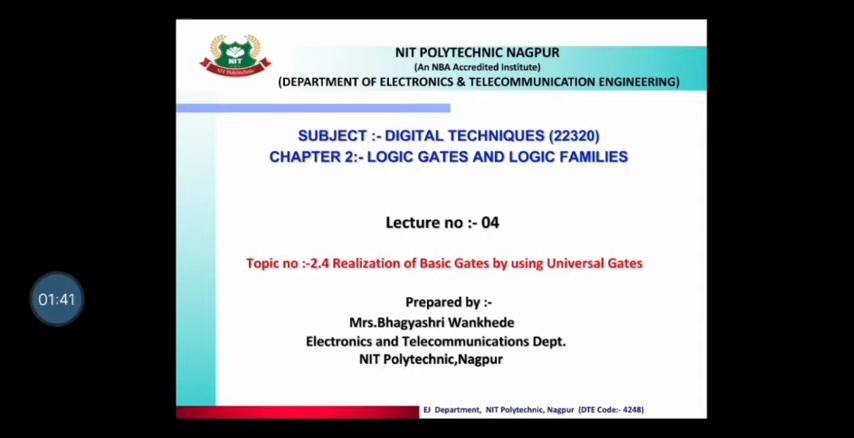 NIT POLYTECHNIC NAGPUR
(An NBA Accredited Institute)
(DEPARTMENT OF ELECTRONICS & TELECOMMUNICATION ENGINEERING)
NIT
NIT Polytechnic
SUBJECT :- DIGITAL TECHNIQUES (22320)
CHAPTER 2:- LOGIC GATES AND LOGIC FAMILIES
Lecture no :- 04
Topic no :-2.4 Realization of Basic Gates by using Universal Gates
01:41
Prepared by :-
Mrs.Bhagyashri Wankhede
Electronics and Telecommunications Dept.
NIT Polytechnic,Nagpur
EJ Department, NIT Polytechnic, Nagpur (DTE Code:- 4248)